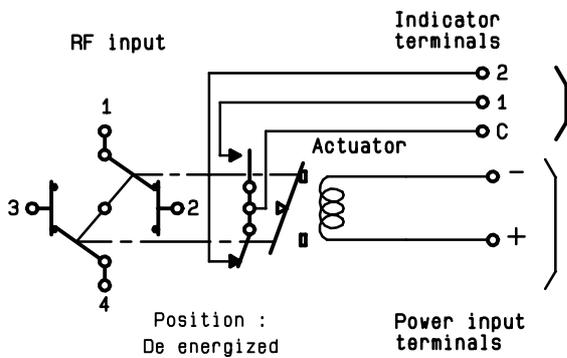 Indicator
terminals
RF input
2
1
1
C
Actuator
−
3
2
+
4
Position :
De energized
Power input
terminals